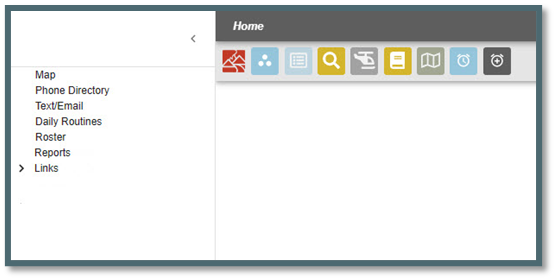 Home
Map
Phone Directory
Text/Email
Daily Routines
Roster
Reports
Links